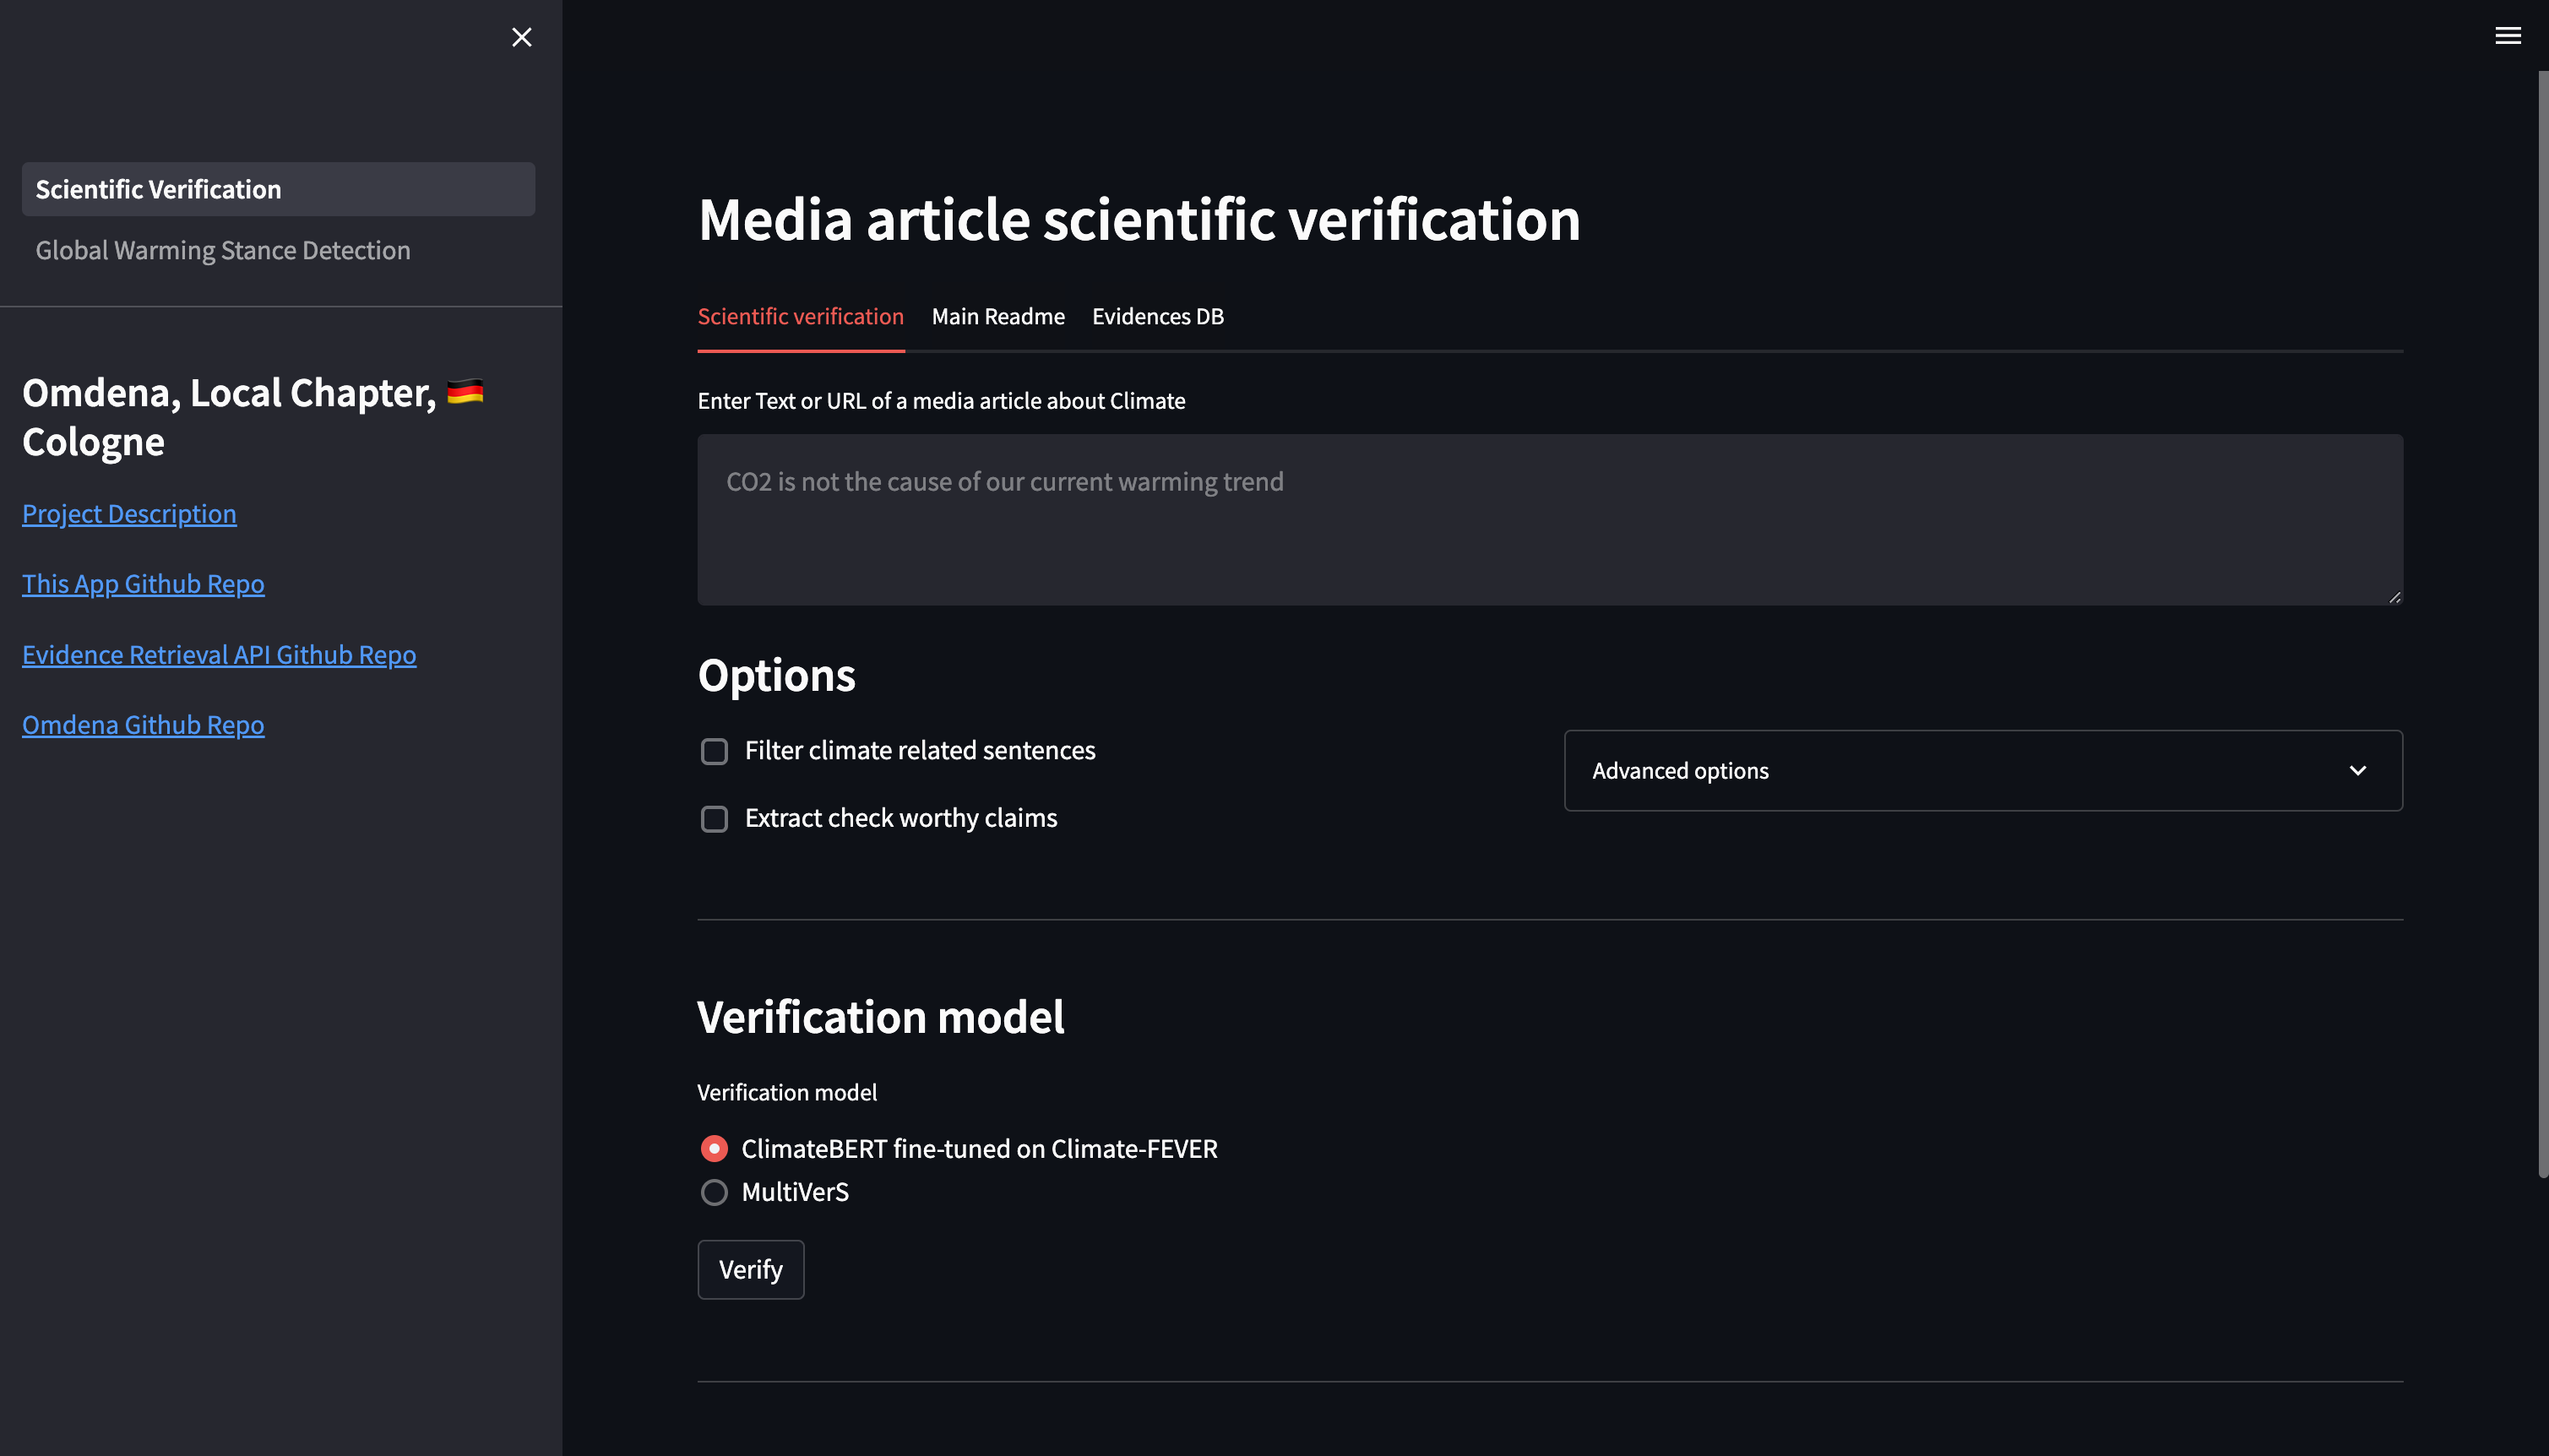 Scientific Verification
Global Warming Stance Detection
Omdena, Local Chapter, 🇩🇪
Cologne
Project Description
This App Github Repo
Evidence Retrieval API Github Repo
Omdena Github Repo
Media article scientific verification
Scientific verification Main Readme Evidences DB
Enter Text or URL of a media article about Climate
CO2 is not the cause of our current warming trend
Options
Filter climate related sentences
Extract check worthy claims
Advanced options
Verification model
Verification model
ClimateBERT fine-tuned on Climate-FEVER
MultiVerS
Verify